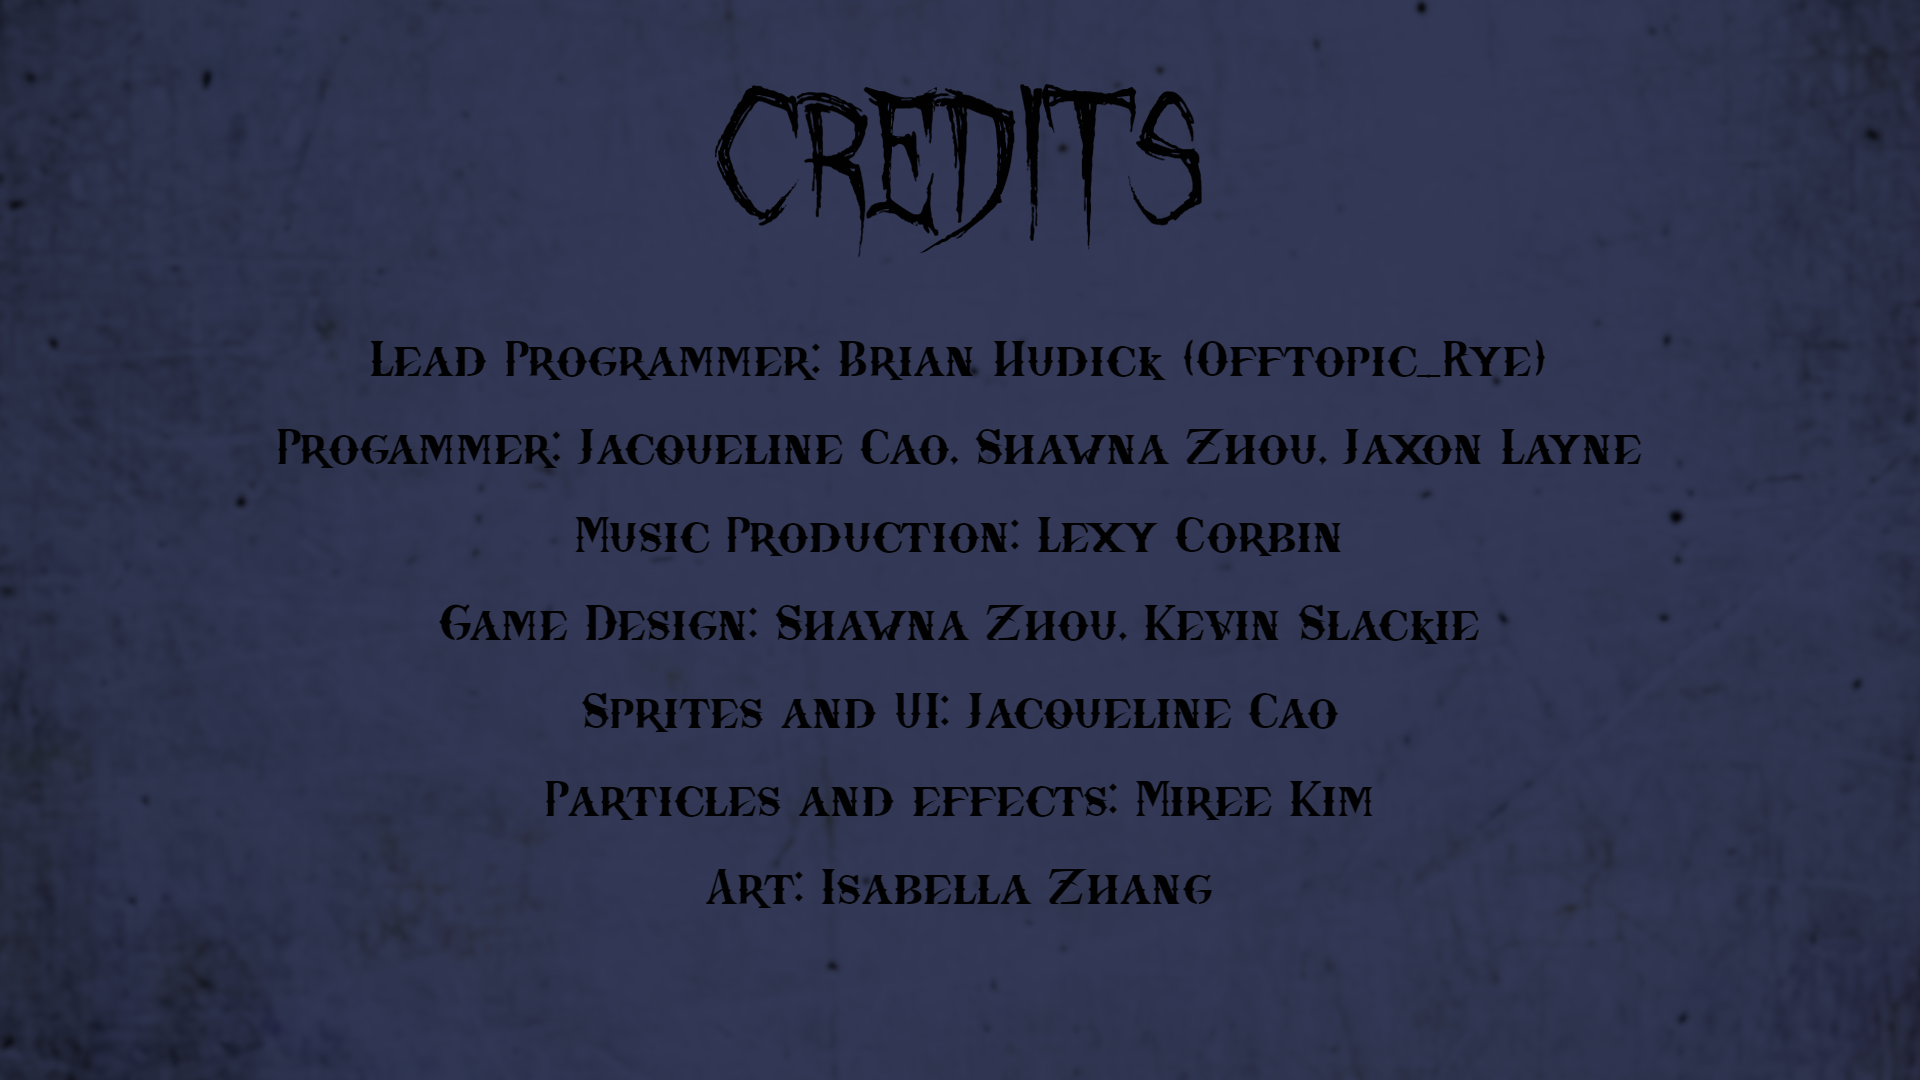 CREDITS
Lead Programmer: Brian Hudick (Offtopic_Rye)
Progammer: Jacqueline Cao, Shawna Zhou, Jaxon Layne
Music Production: Lexy Corbin
Game Design: Shawna Zhou, Kevin Slackie
Sprites and UI: Jacqueline Cao
Particles and effects: Miree Kim
Art: Isabella Zhang